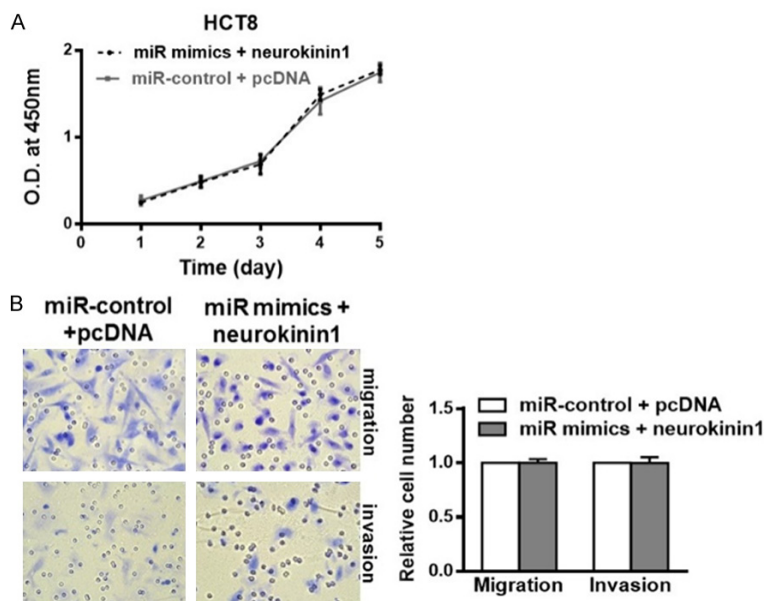 A
HCT8
2
miR mimics + neurokinin1
miR-control + pcDNA
O.D. at 450nm
1
0
0 1 2 3 4 5
Time (day)
B
miR-control
+pcDNA
miR mimics +
neurokinin1
migration
invasion
1.5
miR-control + pcDNA
miR mimics + neurokinin1
Relative cell number
1.0
0.5
0.0
Migration Invasion